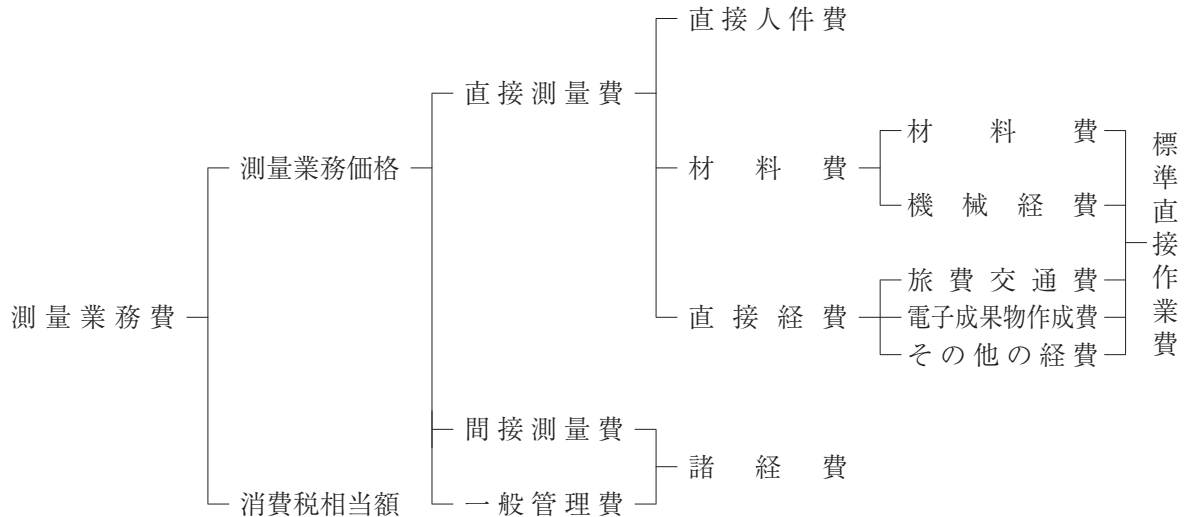 直接人件費
直接測量費
材料費
測量業務価格
材料費
機械経費
標準直接作業費
旅費交通費
測量業務費
直接経費
電子成果物作成費
その他の経費
間接測量費
諸経費
消費税相当額
一般管理費